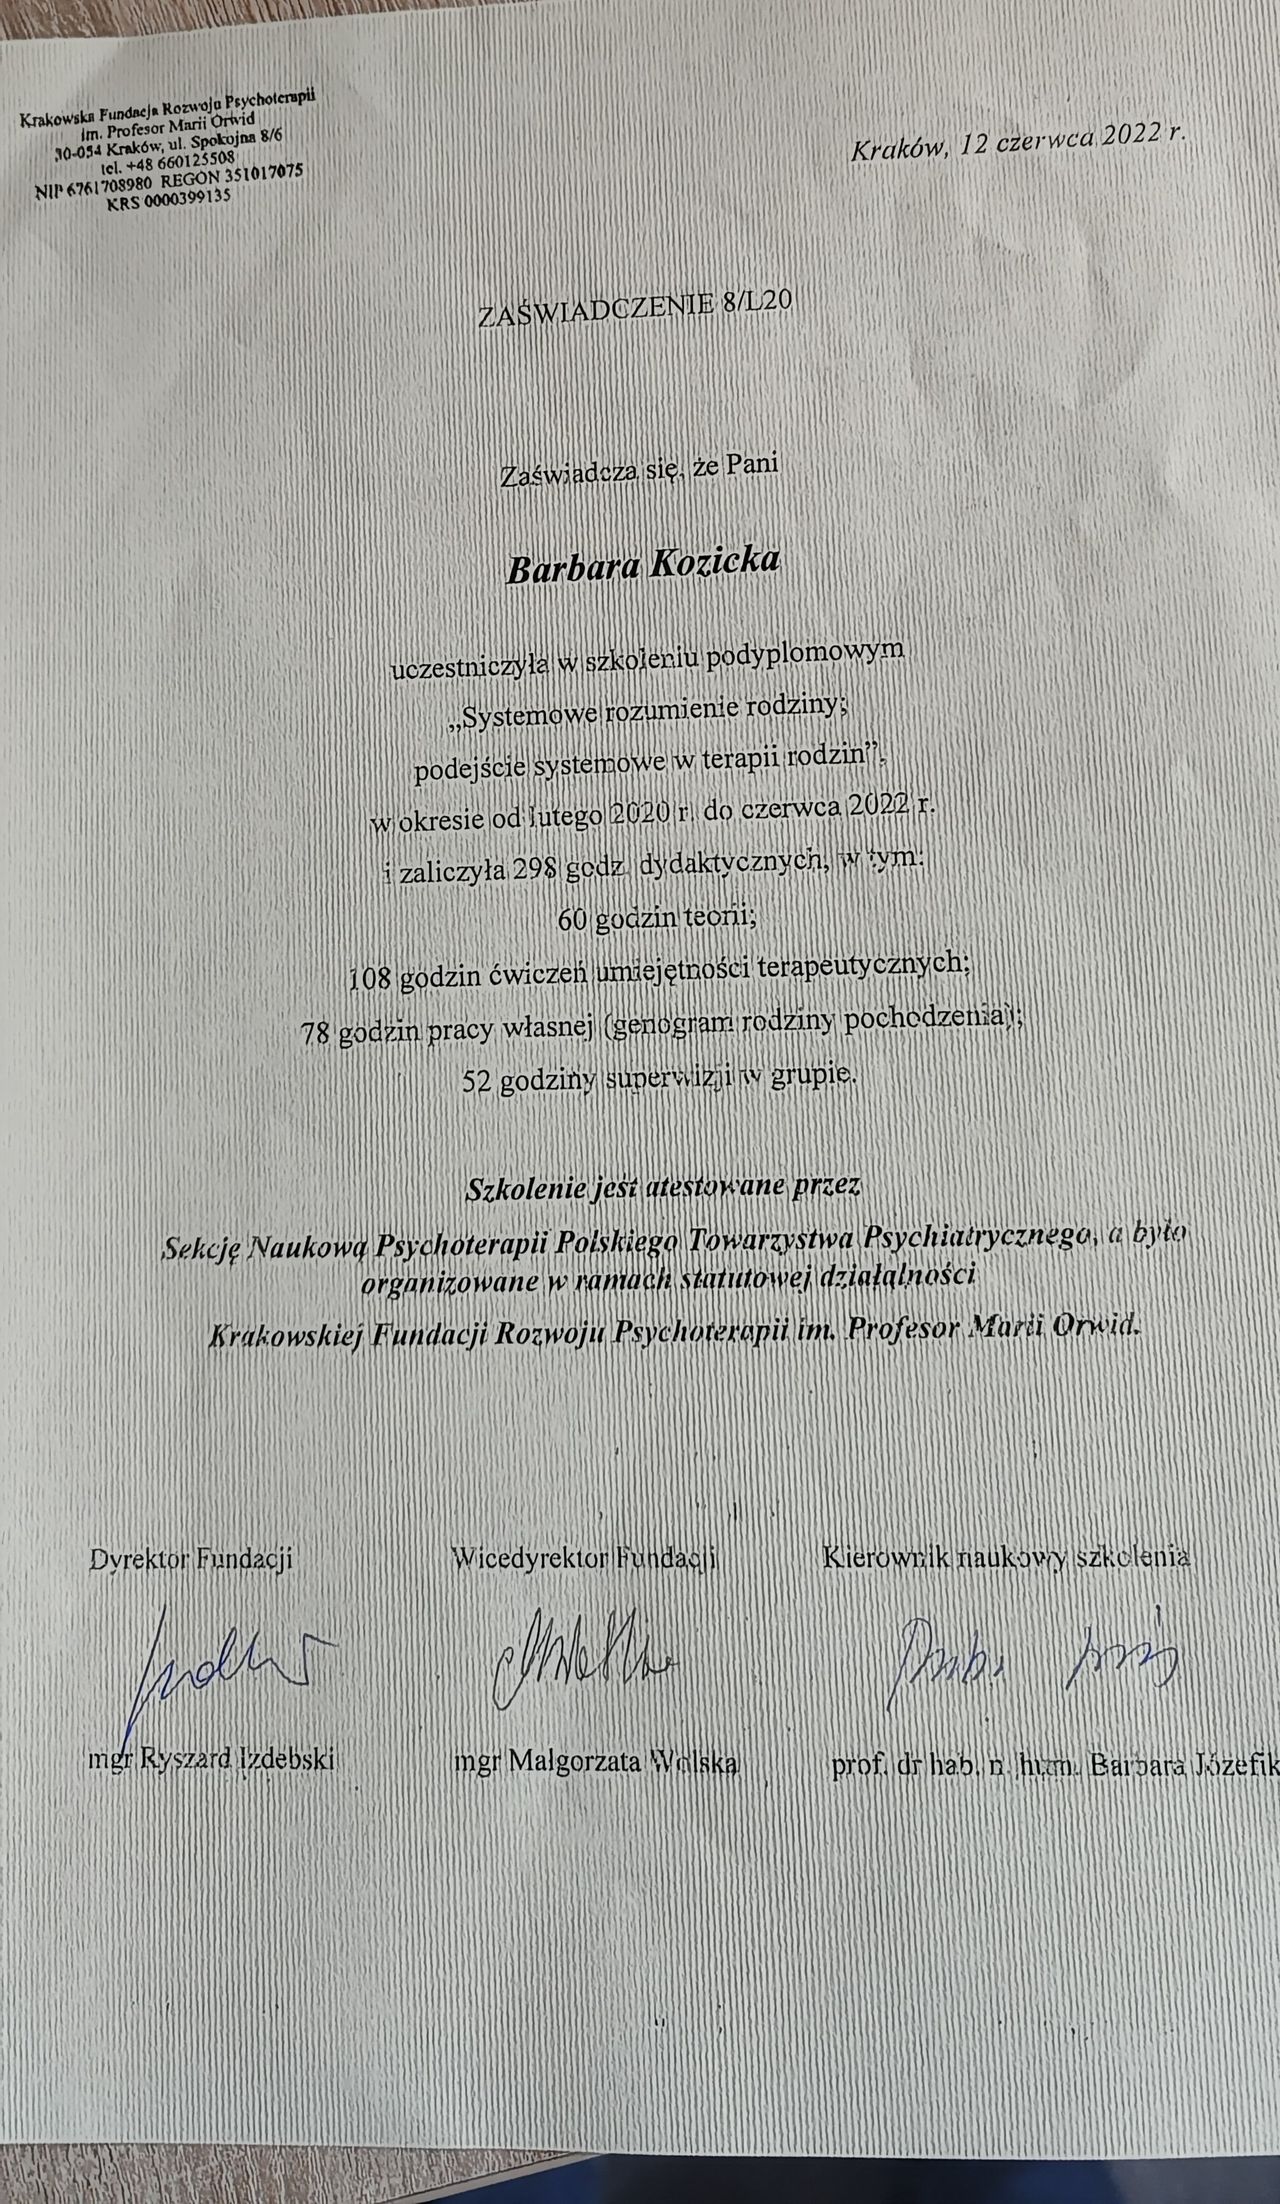 Krakowska Fundacja Rozwoju Psychoterapii
im. Profesor Marii Orwid
30-054 Kraków, ul. Spokojna 8/6
tel. +48 660125508
NIP 6761708980 REGON 351017075
KRS 0000399135
Kraków, 12 czerwca 2022 r.
ZAŚWIADCZENIE 8/L20
Zaświadcza się, że Pani
Barbara Kozicka
uczestniczyła w szkoleniu podyplomowym
„Systemowe rozumienie rodziny;
podejście systemowe w terapii rodzin”,
w okresie od lutego 2020 r. do czerwca 2022 r.
i zaliczyła 298 godz. dydaktycznych, w tym:
60 godzin teorii;
108 godzin ćwiczeń umiejętności terapeutycznych;
78 godzin pracy własnej (genogram rodziny pochodzenia);
52 godziny superwizji w grupie.
Szkolenie jest atestowane przez
Sekcję Naukową Psychoterapii Polskiego Towarzystwa Psychiatrycznego, a było
organizowane w ramach statutowej działalności
Krakowskiej Fundacji Rozwoju Psychoterapii im. Profesor Marii Orwid.
Dyrektor Fundacji Wicedyrektor Fundacji Kierownik naukowy szkolenia
mgr Ryszard Izdebski mgr Małgorzata Wolska prof. dr hab. n. hum. Barbara Józefik